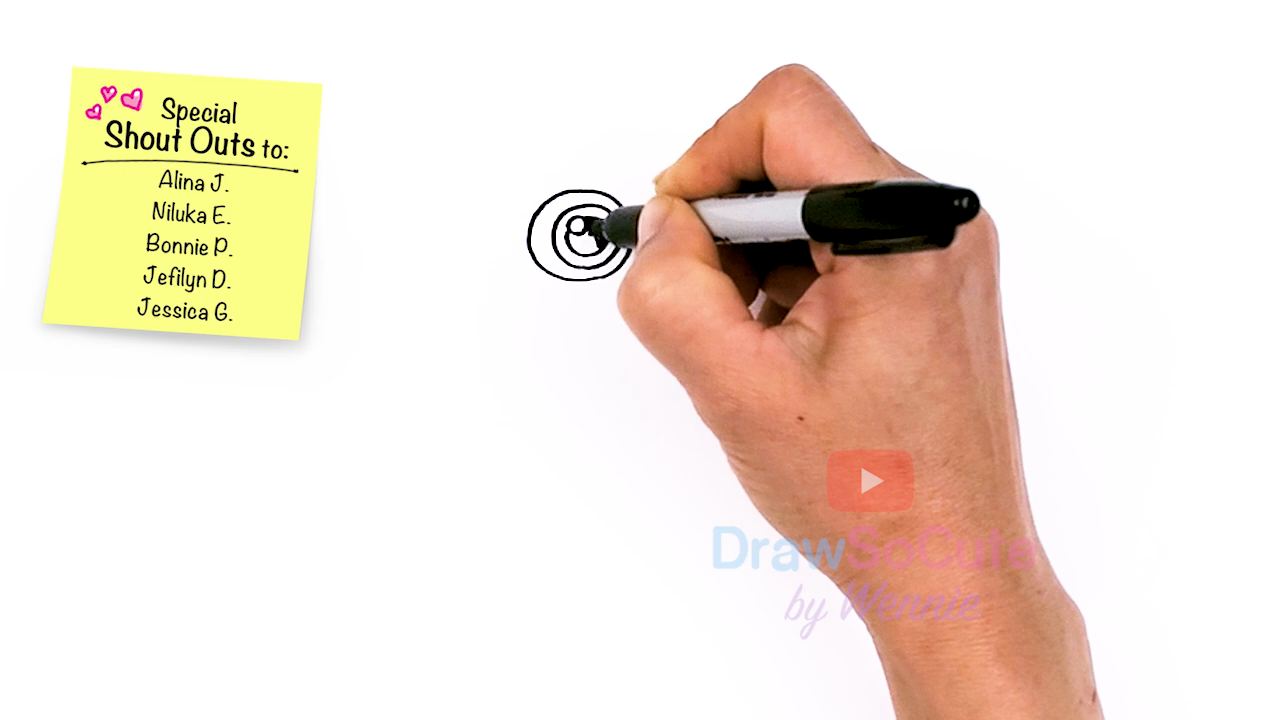 Special
Shout Outs to:
Alina J.
Niluka E.
Bonnie P.
Jefilyn D.
Jessica G.
DrawSoCute
by Wennie